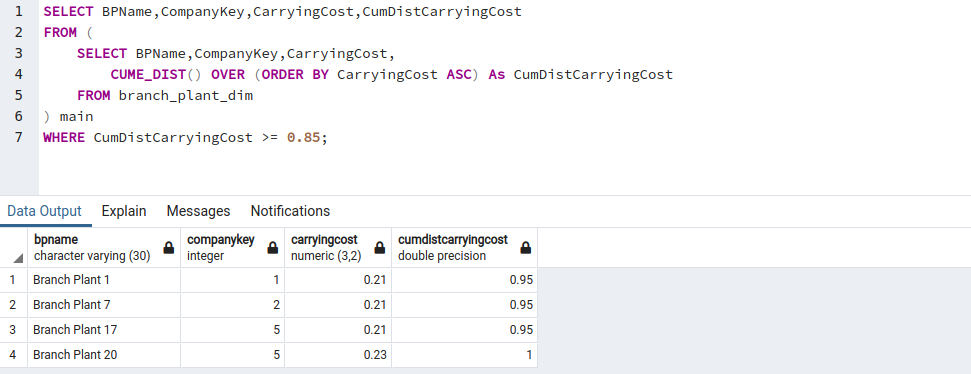 1 SELECT BPName,CompanyKey,CarryingCost,CumDistCarryingCost
2 FROM (
3 SELECT BPName,CompanyKey,CarryingCost,
4 CUME_DIST() OVER (ORDER BY CarryingCost ASC) As CumDistCarryingCost
5 FROM branch_plant_dim
6 ) main
7 WHERE CumDistCarryingCost >= 0.85;
Data Output Explain Messages Notifications
bpname companykey carryingcost cumdistcarryingcost
character varying (30) integer numeric (3,2) double precision
1 Branch Plant 1 1 0.21 0.95
2 Branch Plant 7 2 0.21 0.95
3 Branch Plant 17 5 0.21 0.95
4 Branch Plant 20 5 0.23 1